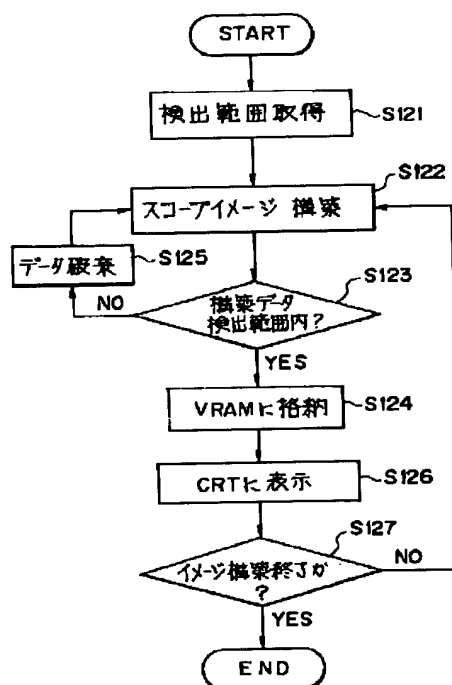 START
検出範囲取得
S121
S122
スコープイメージ 構築
データ破棄
S125
S123
NO
構築データ
検出範囲内?
YES
VRAMに格納
S124
CRTに表示
S126
S127
イメージ構築終了か
?
NO
YES
END